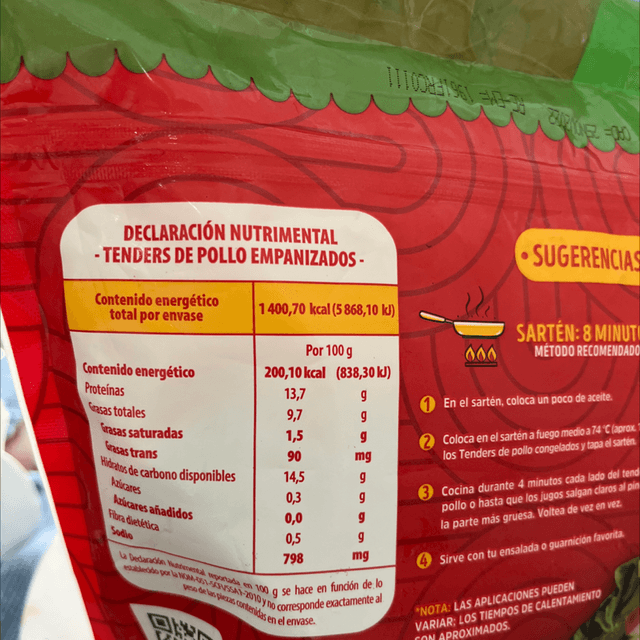 DECLARACIÓN NUTRIMENTAL
- TENDERS DE POLLO EMPANIZADOS -
Contenido energético total por envase 1 400,70 kcal (5 868,10 kJ)
Por 100 g
Contenido energético 200,10 kcal (838,30 kJ)
Proteínas 13,7 g
Grasas totales 9,7 g
Grasas saturadas 1,5 g
Grasas trans 90 mg
Hidratos de carbono disponibles 14,5 g
Azúcares 0,3 g
Azúcares añadidos 0,0 g
Fibra dietética 0,5 g
Sodio 798 mg
La Declaración Nutrimental reportada en 100 g se hace en función de lo
establecido por la NOM-051-SCFI/SSA1-2010 y no corresponde exactamente al
peso de las piezas contenidas en el envase.
• SUGERENCIAS
SARTÉN: 8 MINUT
MÉTODO RECOMENDADO
1 En el sartén, coloca un poco de aceite.
2 Coloca en el sartén a fuego medio a 74 °C (aprox.
los Tenders de pollo congelados y tapa el sartén.
3 Cocina durante 4 minutos cada lado del
pollo o hasta que los jugos salgan claros al
la parte más gruesa. Voltea de vez en vez.
4 Sirve con tu ensalada o guarnición favorita.
*NOTA: LAS APLICACIONES PUEDEN
VARIAR; LOS TIEMPOS DE CALENTAMIENTO
SON APROXIMADOS.